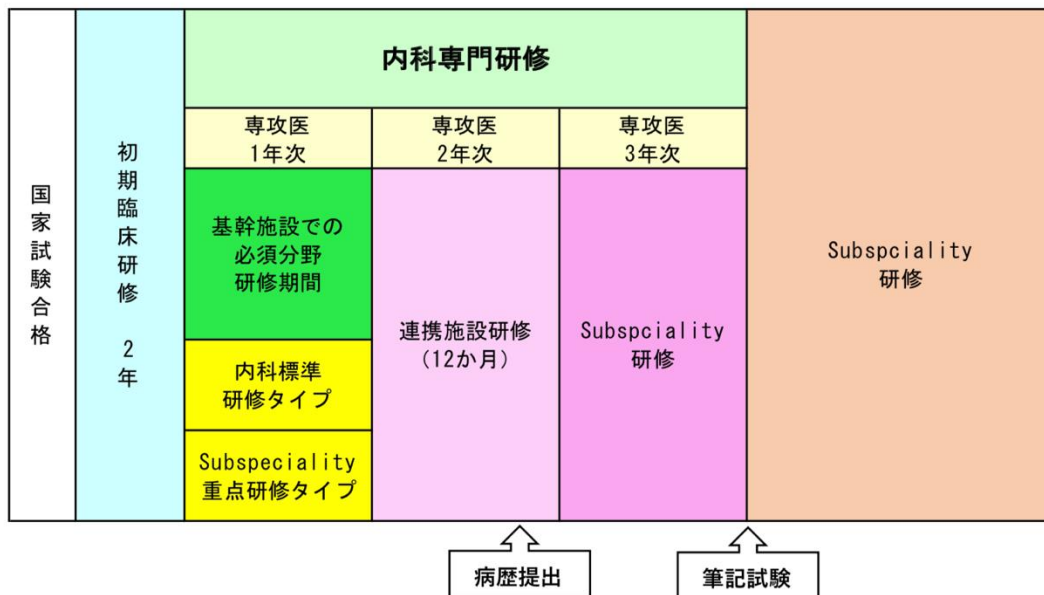 国家試験合格
初期臨床研修 2年
内科専門研修
専攻医
1年次
専攻医
2年次
専攻医
3年次
基幹施設での
必須分野
研修期間
内科標準
研修タイプ
Subspeciality
重点研修タイプ
連携施設研修
(12か月)
Subspciality
研修
Subspciality
研修
病歴提出
筆記試験